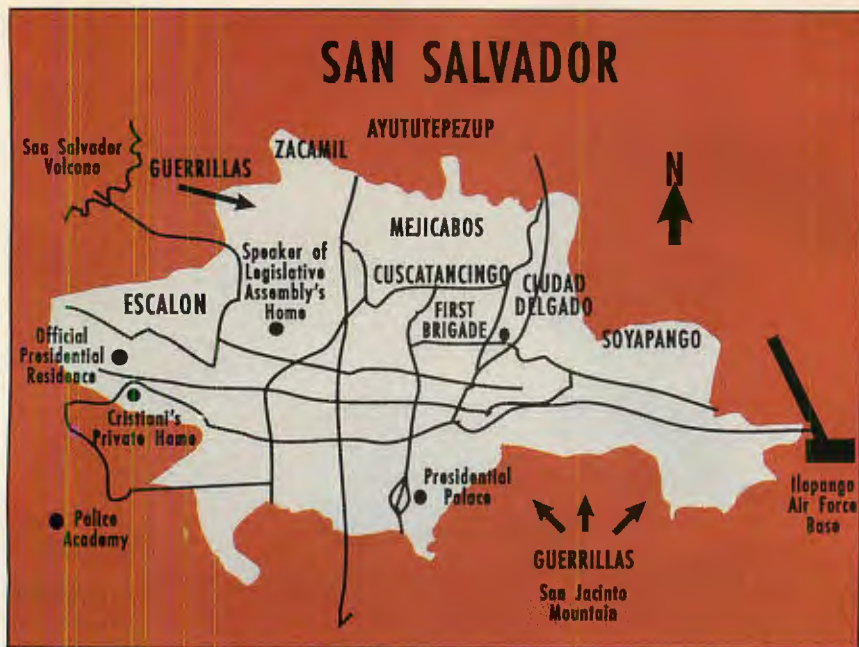 SAN SALVADOR
AYUTUTEPEZUP
ZACAMIL
San Salvador
Volcano
GUERRILLAS
N
MEJICABOS
Speaker of
Legislative
Assembly's
Home
CUSCATANCINGO
CIUDAD
DELGADO
ESCALON
FIRST
BRIGADE
SOYAPANGO
Official
Presidential
Residence
Cristiani's
Private Home
Presidential
Palace
Ilopango
Air Force
Base
Police
Academy
GUERRILLAS
San Jacinto
Mountain